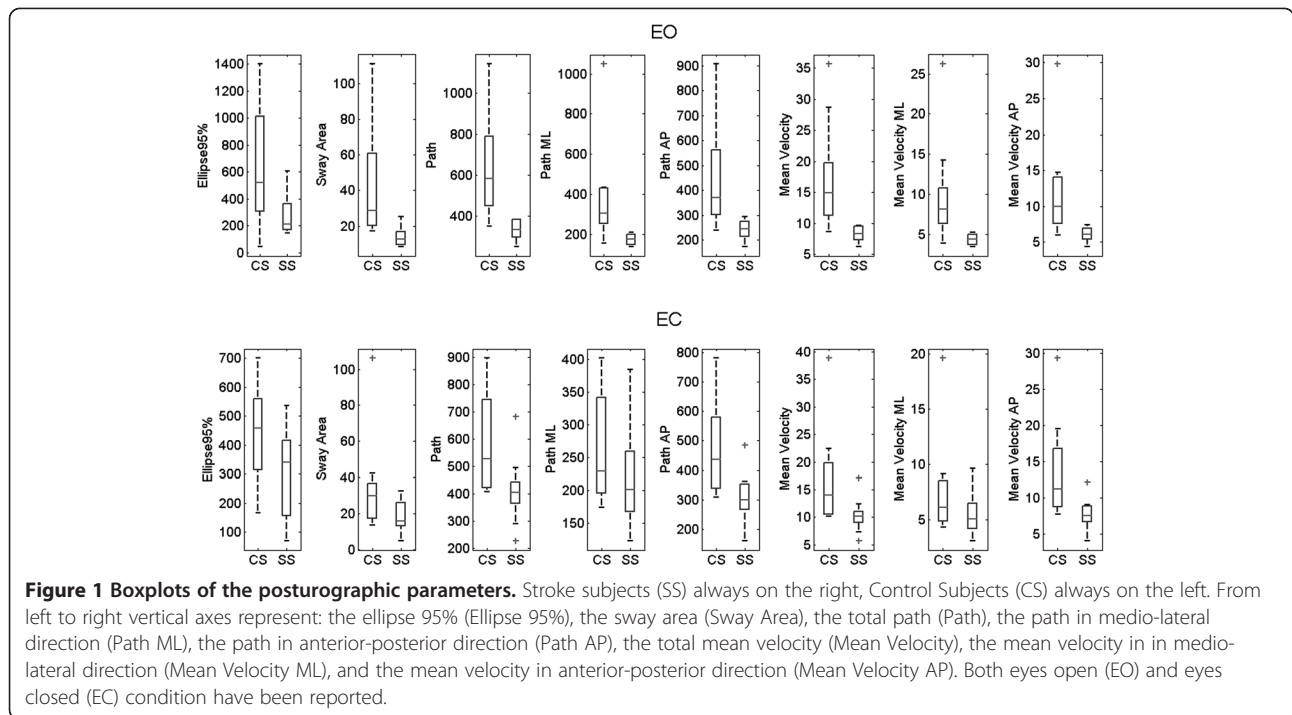 EO
Ellipse95%
1400
1200
1000
800
600
400
200
0
CS SS
Sway Area
100
80
60
40
20
CS SS
Path
1000
800
600
400
CS SS
Path ML
1000
800
600
400
200
CS SS
Path AP
900
800
700
600
500
400
300
200
CS SS
Mean Velocity
35
30
25
20
15
10
5
CS SS
Mean Velocity ML
25
20
15
10
5
CS SS
Mean Velocity AP
30
25
20
15
10
5
0
CS SS
EC
Ellipse95%
700
600
500
400
300
200
100
CS SS
Sway Area
100
80
60
40
20
0
CS SS
Path
900
800
700
600
500
400
300
200
CS SS
Path ML
400
350
300
250
200
150
CS SS
Path AP
800
700
600
500
400
300
200
CS SS
Mean Velocity
40
35
30
25
20
15
10
5
CS SS
Mean Velocity ML
20
15
10
5
CS SS
Mean Velocity AP
30
25
20
15
10
5
CS SS
Figure 1 Boxplots of the posturographic parameters. Stroke subjects (SS) always on the right, Control Subjects (CS) always on the left. From
left to right vertical axes represent: the ellipse 95% (Ellipse 95%), the sway area (Sway Area), the total path (Path), the path in medio-lateral
direction (Path ML), the path in anterior-posterior direction (Path AP), the total mean velocity (Mean Velocity), the mean velocity in in medio-
lateral direction (Mean Velocity ML), and the mean velocity in anterior-posterior direction (Mean Velocity AP). Both eyes open (EO) and eyes
closed (EC) condition have been reported.